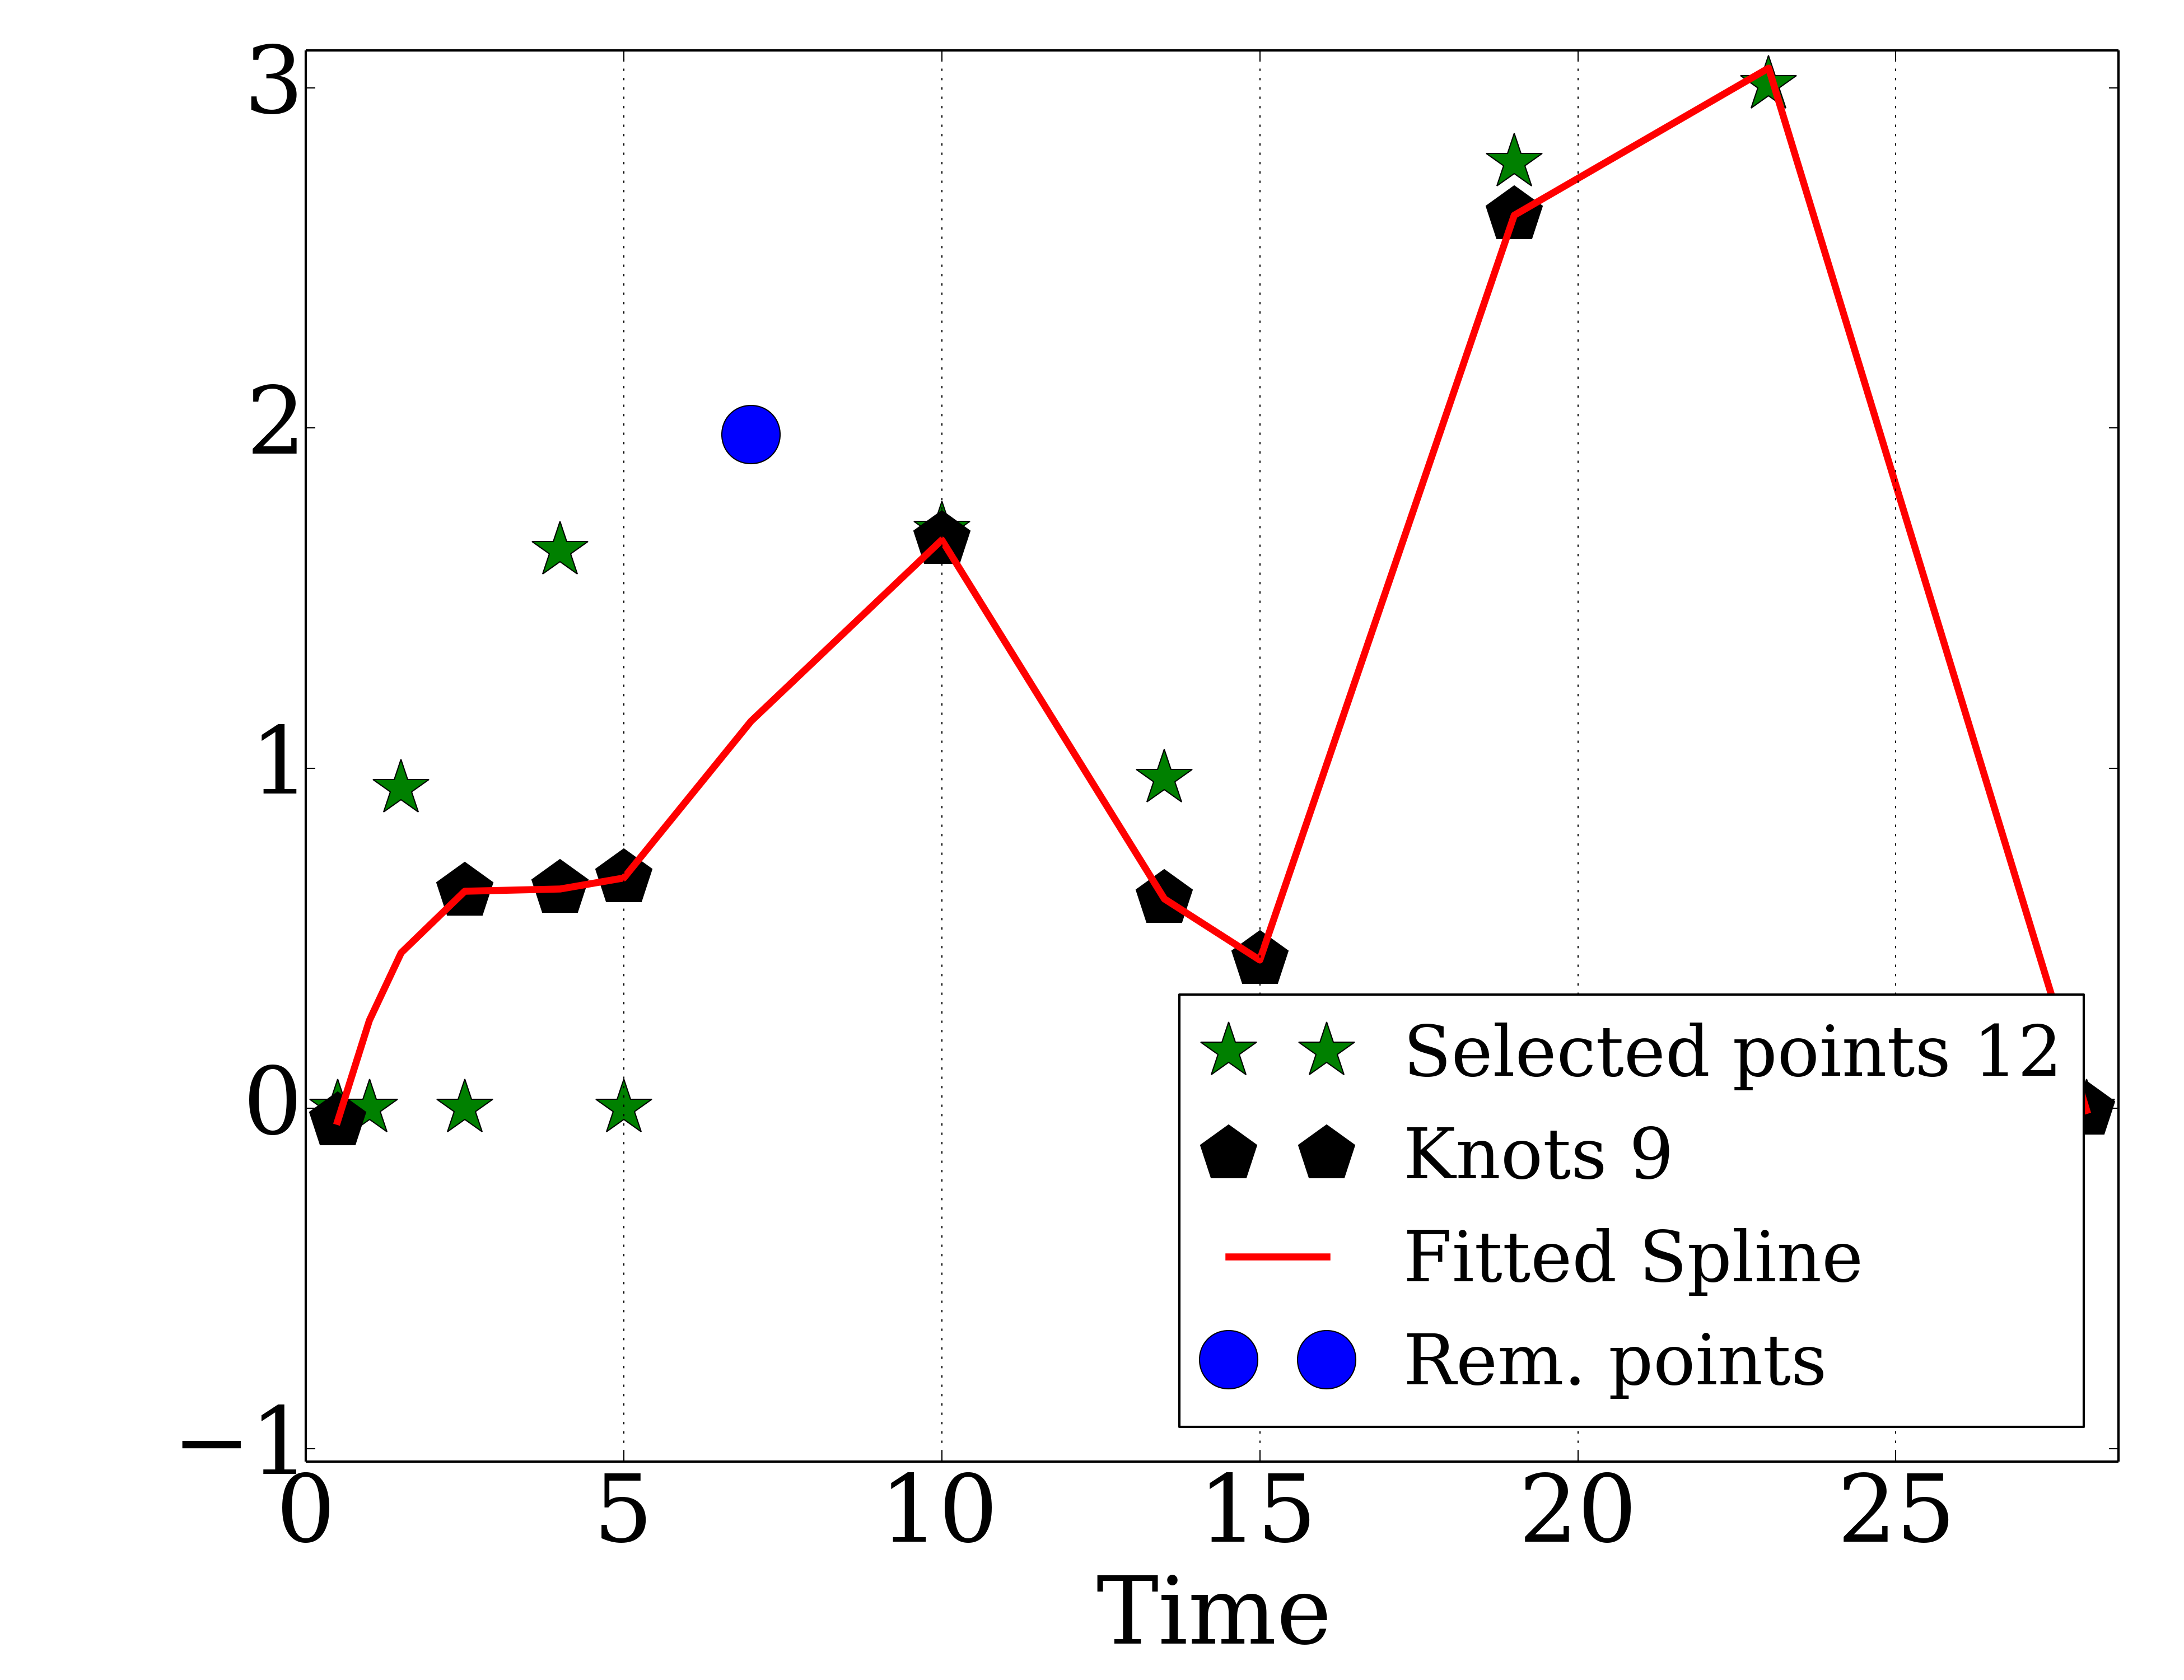 3
2
1
0
−1
0 5 10 15 20 25
Time
Selected points 12
Knots 9
Fitted Spline
Rem. points